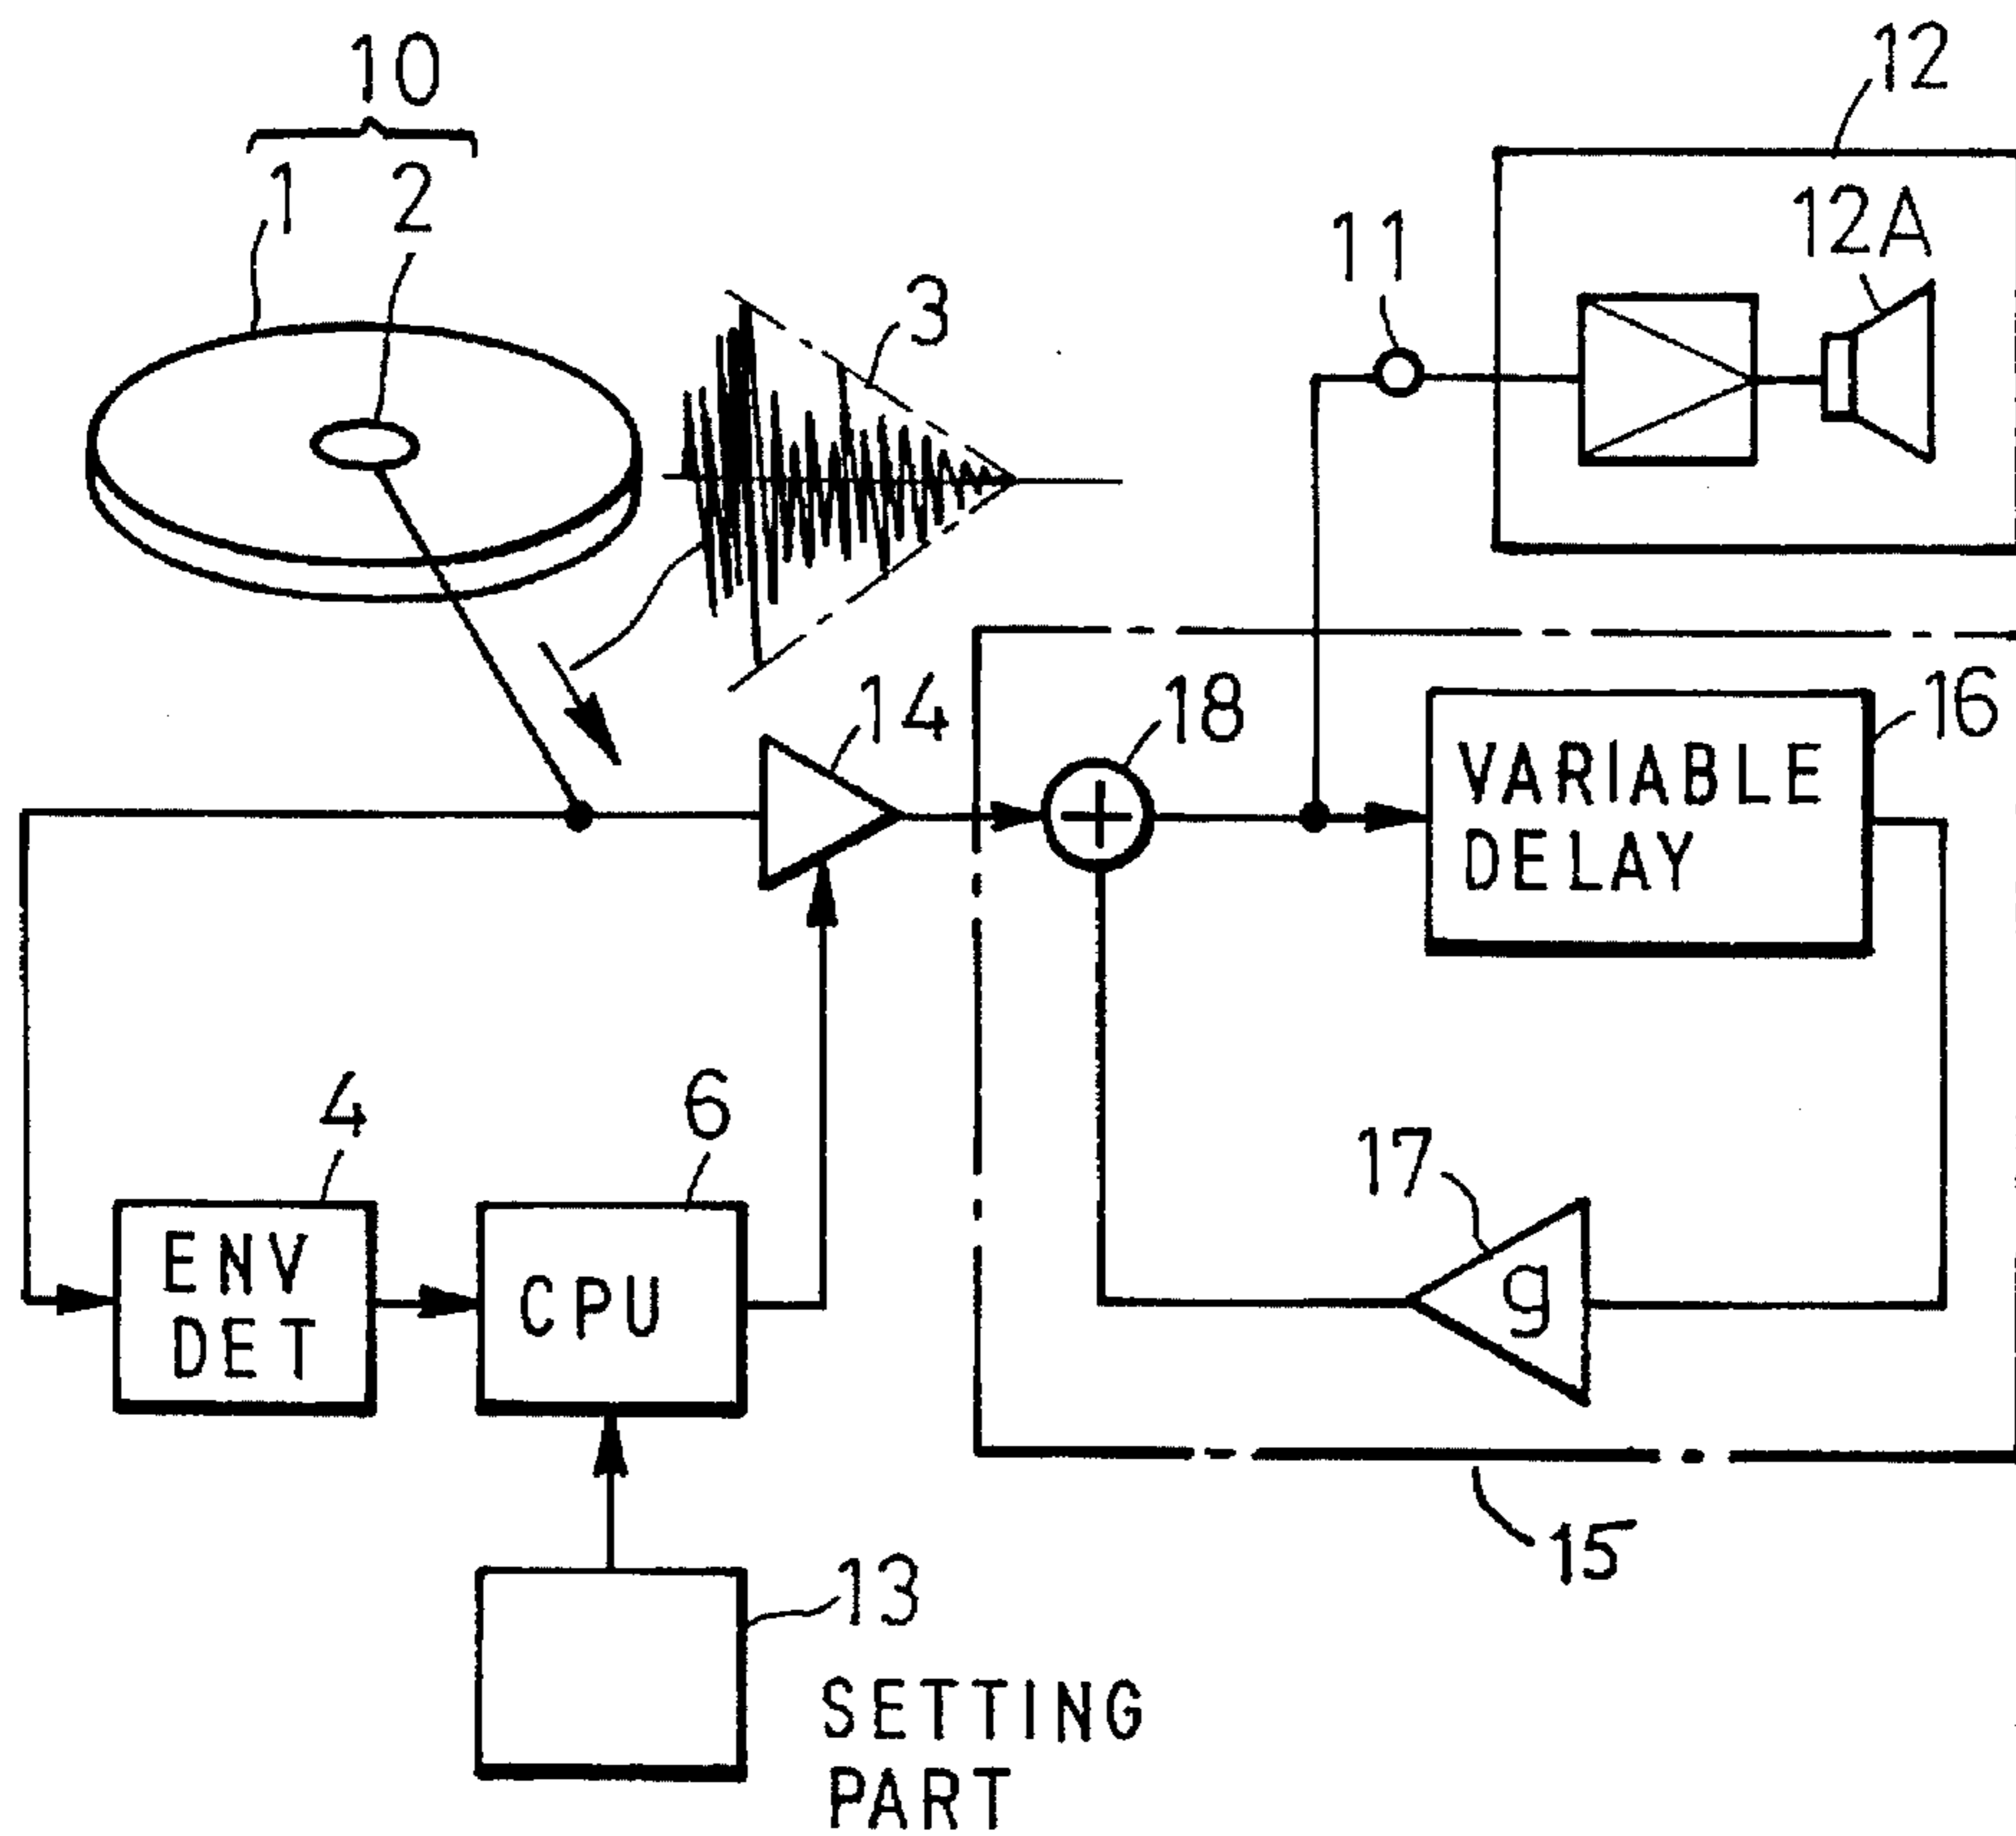 10
1 2
3
12
12A
11
14
18
16
VARIABLE
DELAY
4
6
17
ENV
DET
CPU
g
15
13
SETTING
PART